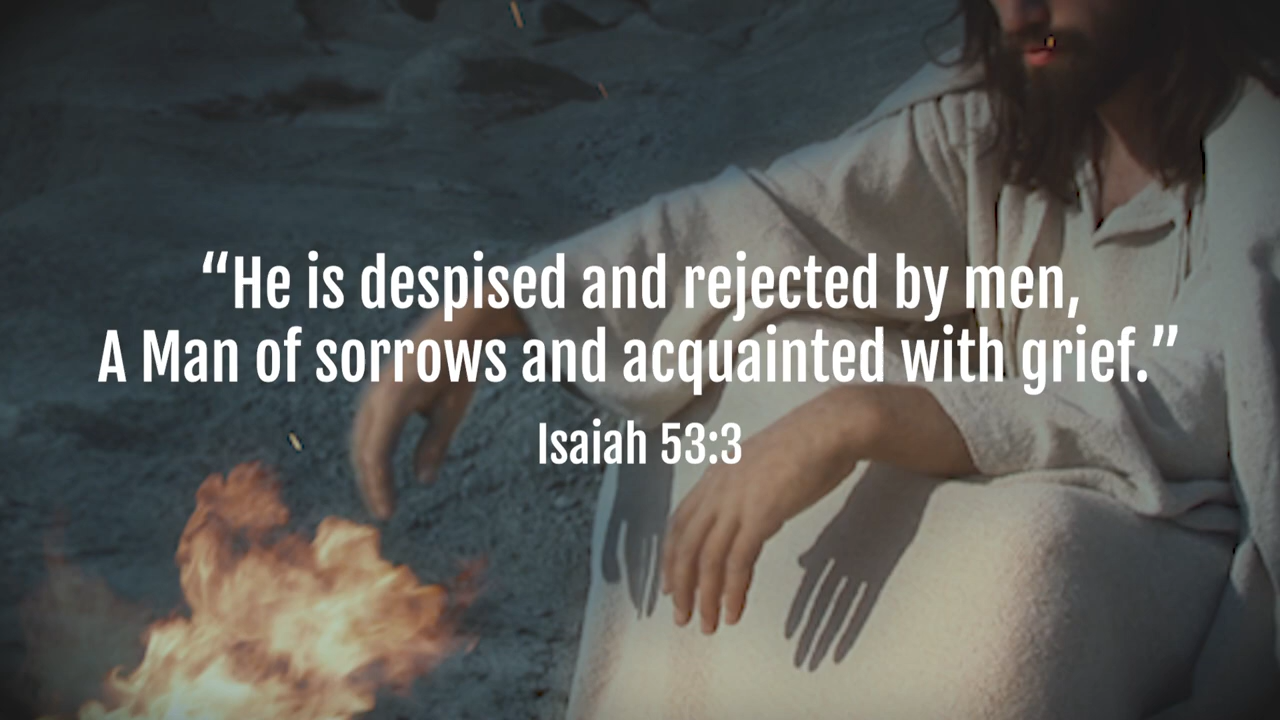 “He is despised and rejected by men,
A Man of sorrows and acquainted with grief.”
Isaiah 53:3